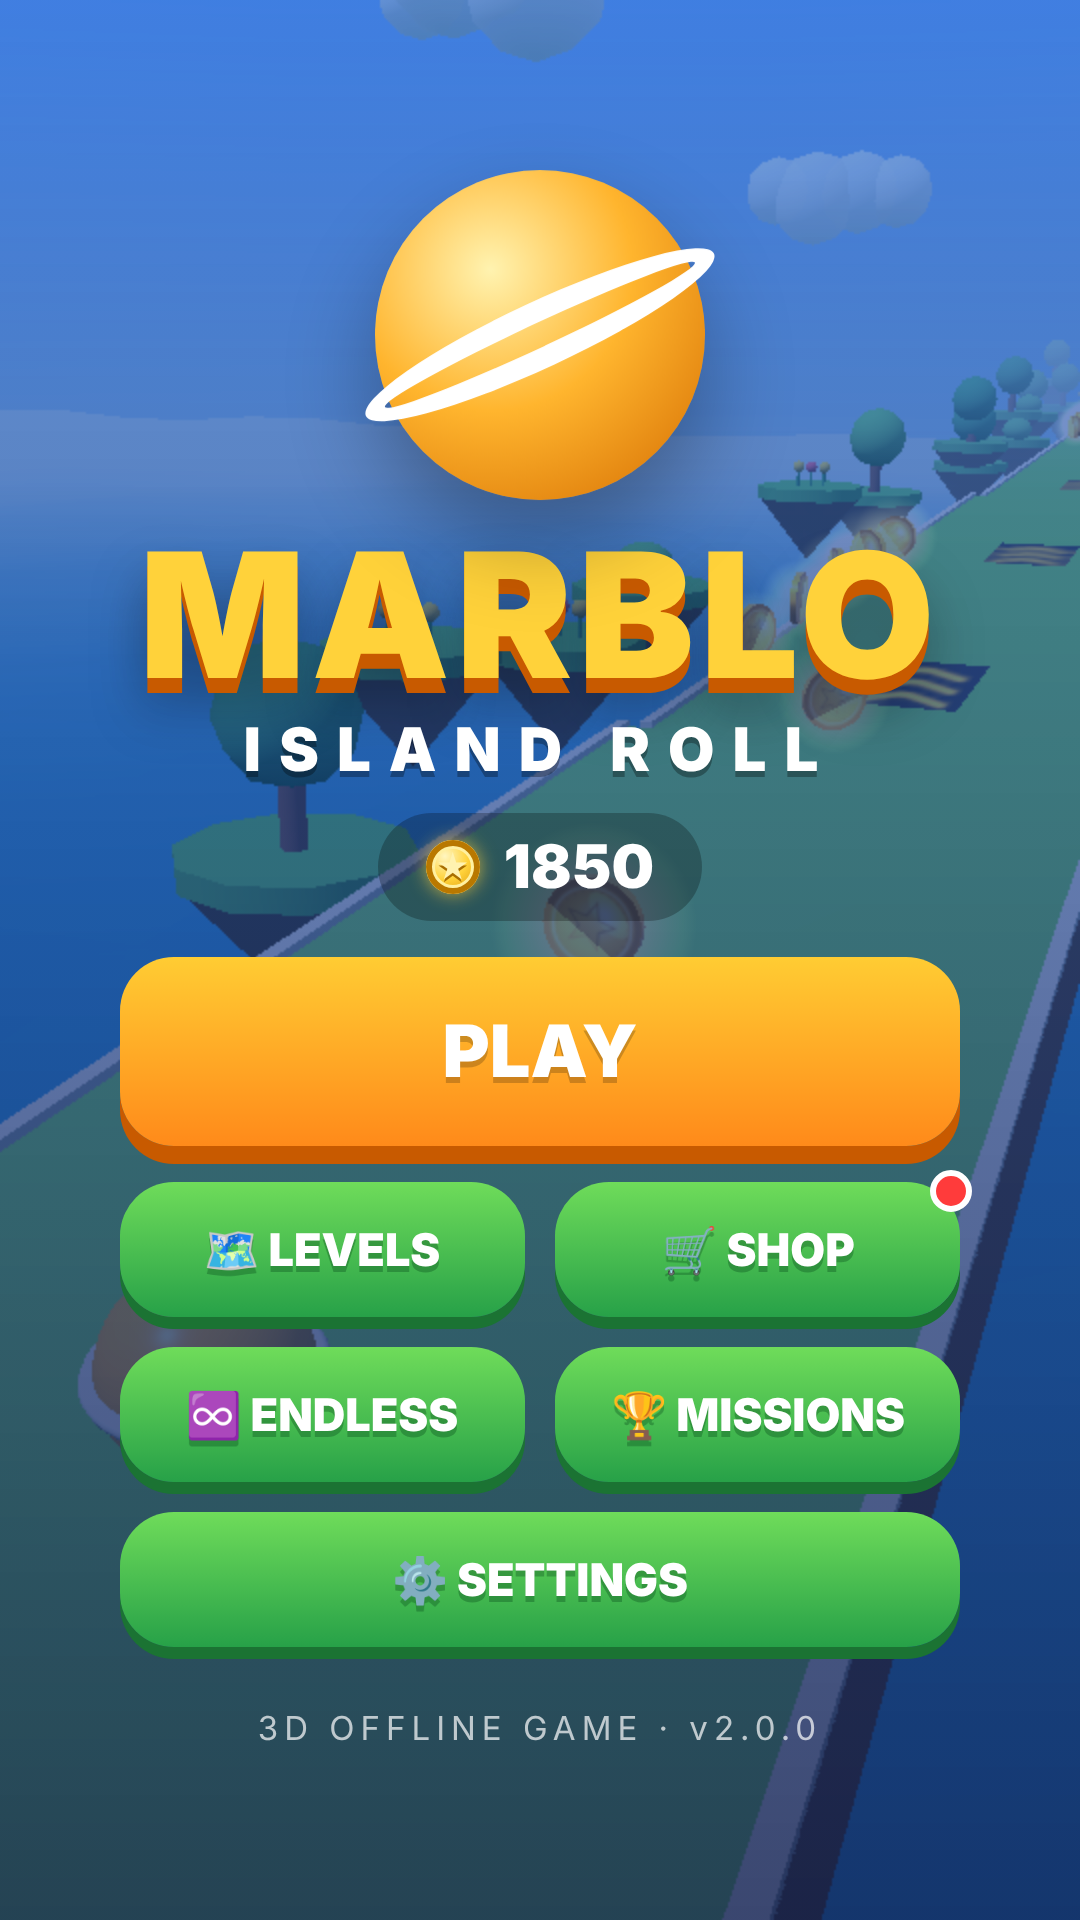 MARBLO
ISLAND ROLL
1850
PLAY
LEVELS
SHOP
ENDLESS
MISSIONS
SETTINGS
3D OFFLINE GAME · v2.0.0